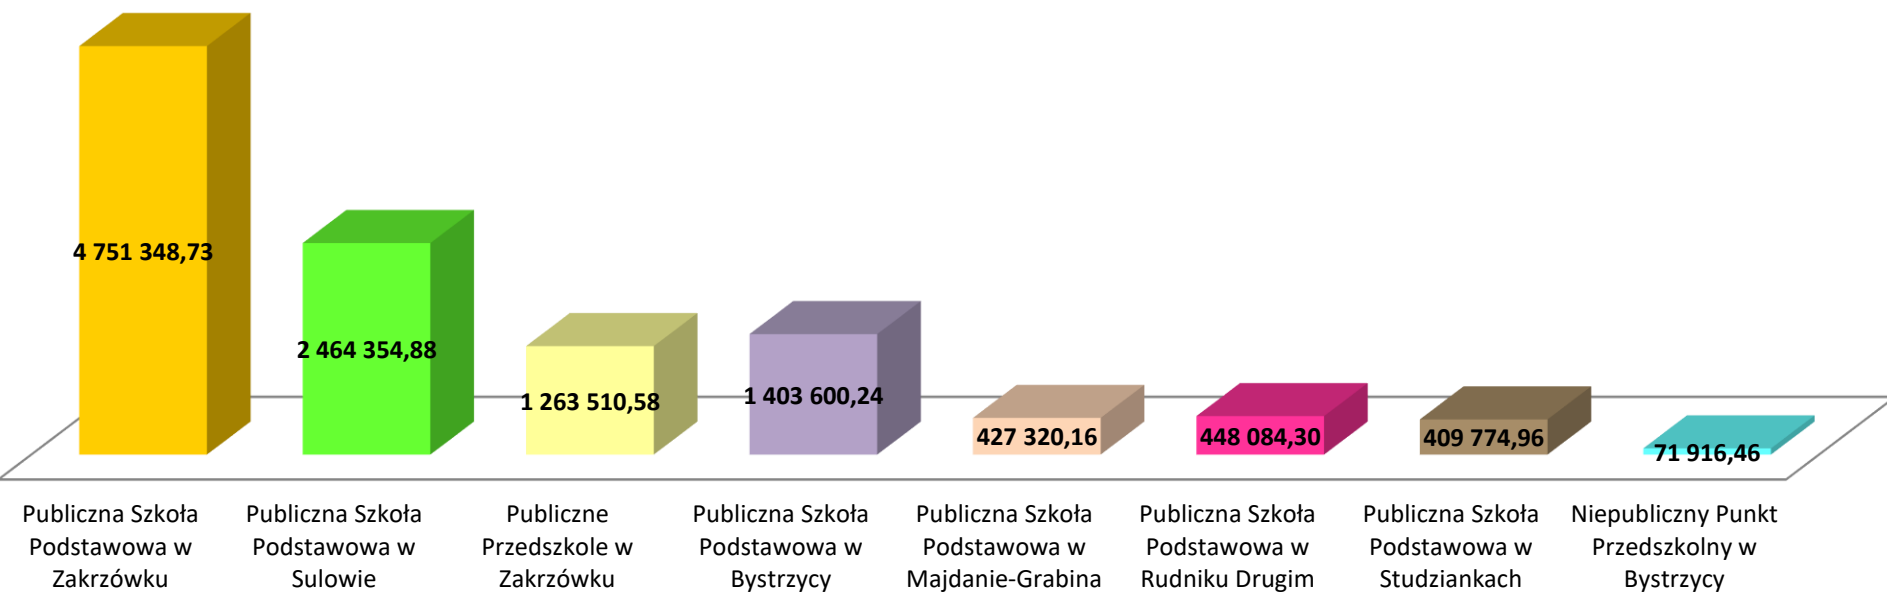 4 751 348,73
2 464 354,88
1 263 510,58
1 403 600,24
427 320,16
448 084,30
409 774,96
71 916,46
Publiczna Szkoła
Podstawowa w
Zakrzówku
Publiczna Szkoła
Podstawowa w
Sulowie
Publiczne
Przedszkole w
Zakrzówku
Publiczna Szkoła
Podstawowa w
Bystrzycy
Publiczna Szkoła
Podstawowa w
Majdanie-Grabina
Publiczna Szkoła
Podstawowa w
Rudniku Drugim
Publiczna Szkoła
Podstawowa w
Studziankach
Niepubliczny Punkt
Przedszkolny w
Bystrzycy